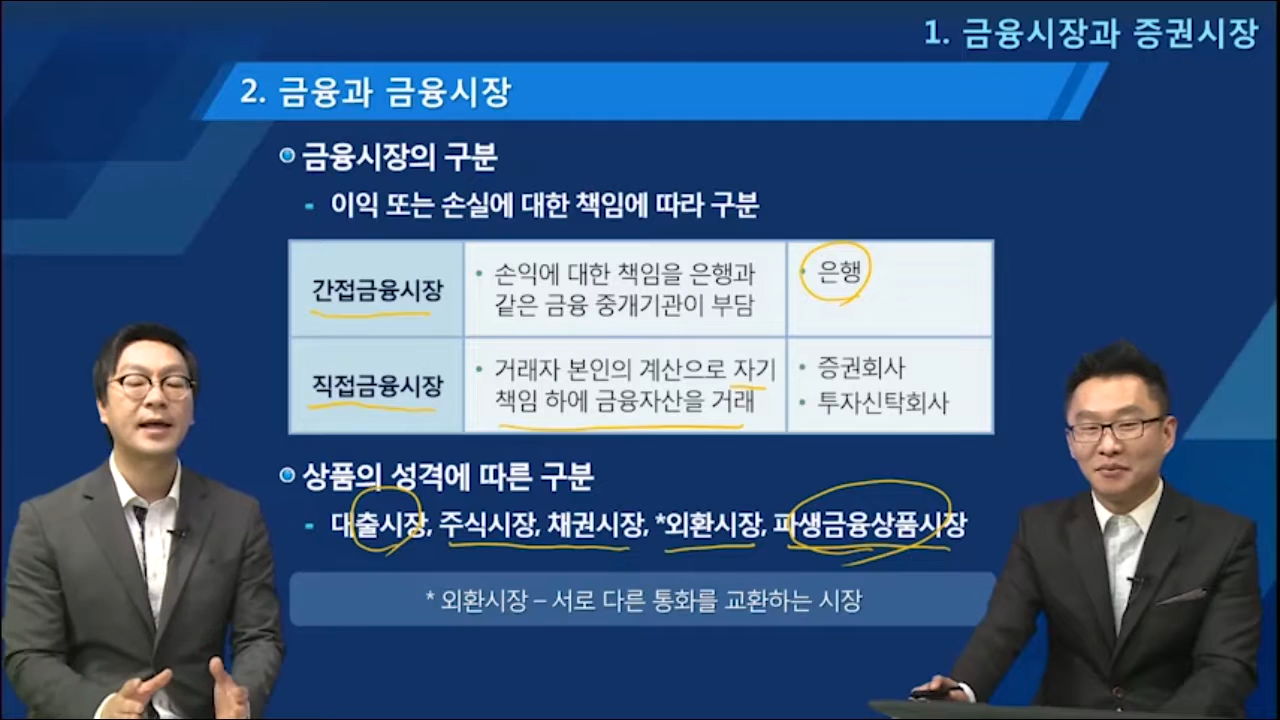 1. 금융시장과 증권시장
2. 금융과 금융시장
금융시장의 구분
- 이익 또는 손실에 대한 책임에 따라 구분
간접금융시장
• 손익에 대한 책임을 은행과
같은 금융 중개기관이 부담
• 은행
직접금융시장
• 거래자 본인의 계산으로 자기
책임 하에 금융자산을 거래
• 증권회사
• 투자신탁회사
상품의 성격에 따른 구분
- 대출시장, 주식시장, 채권시장, *외환시장, 파생금융상품시장
* 외환시장 – 서로 다른 통화를 교환하는 시장